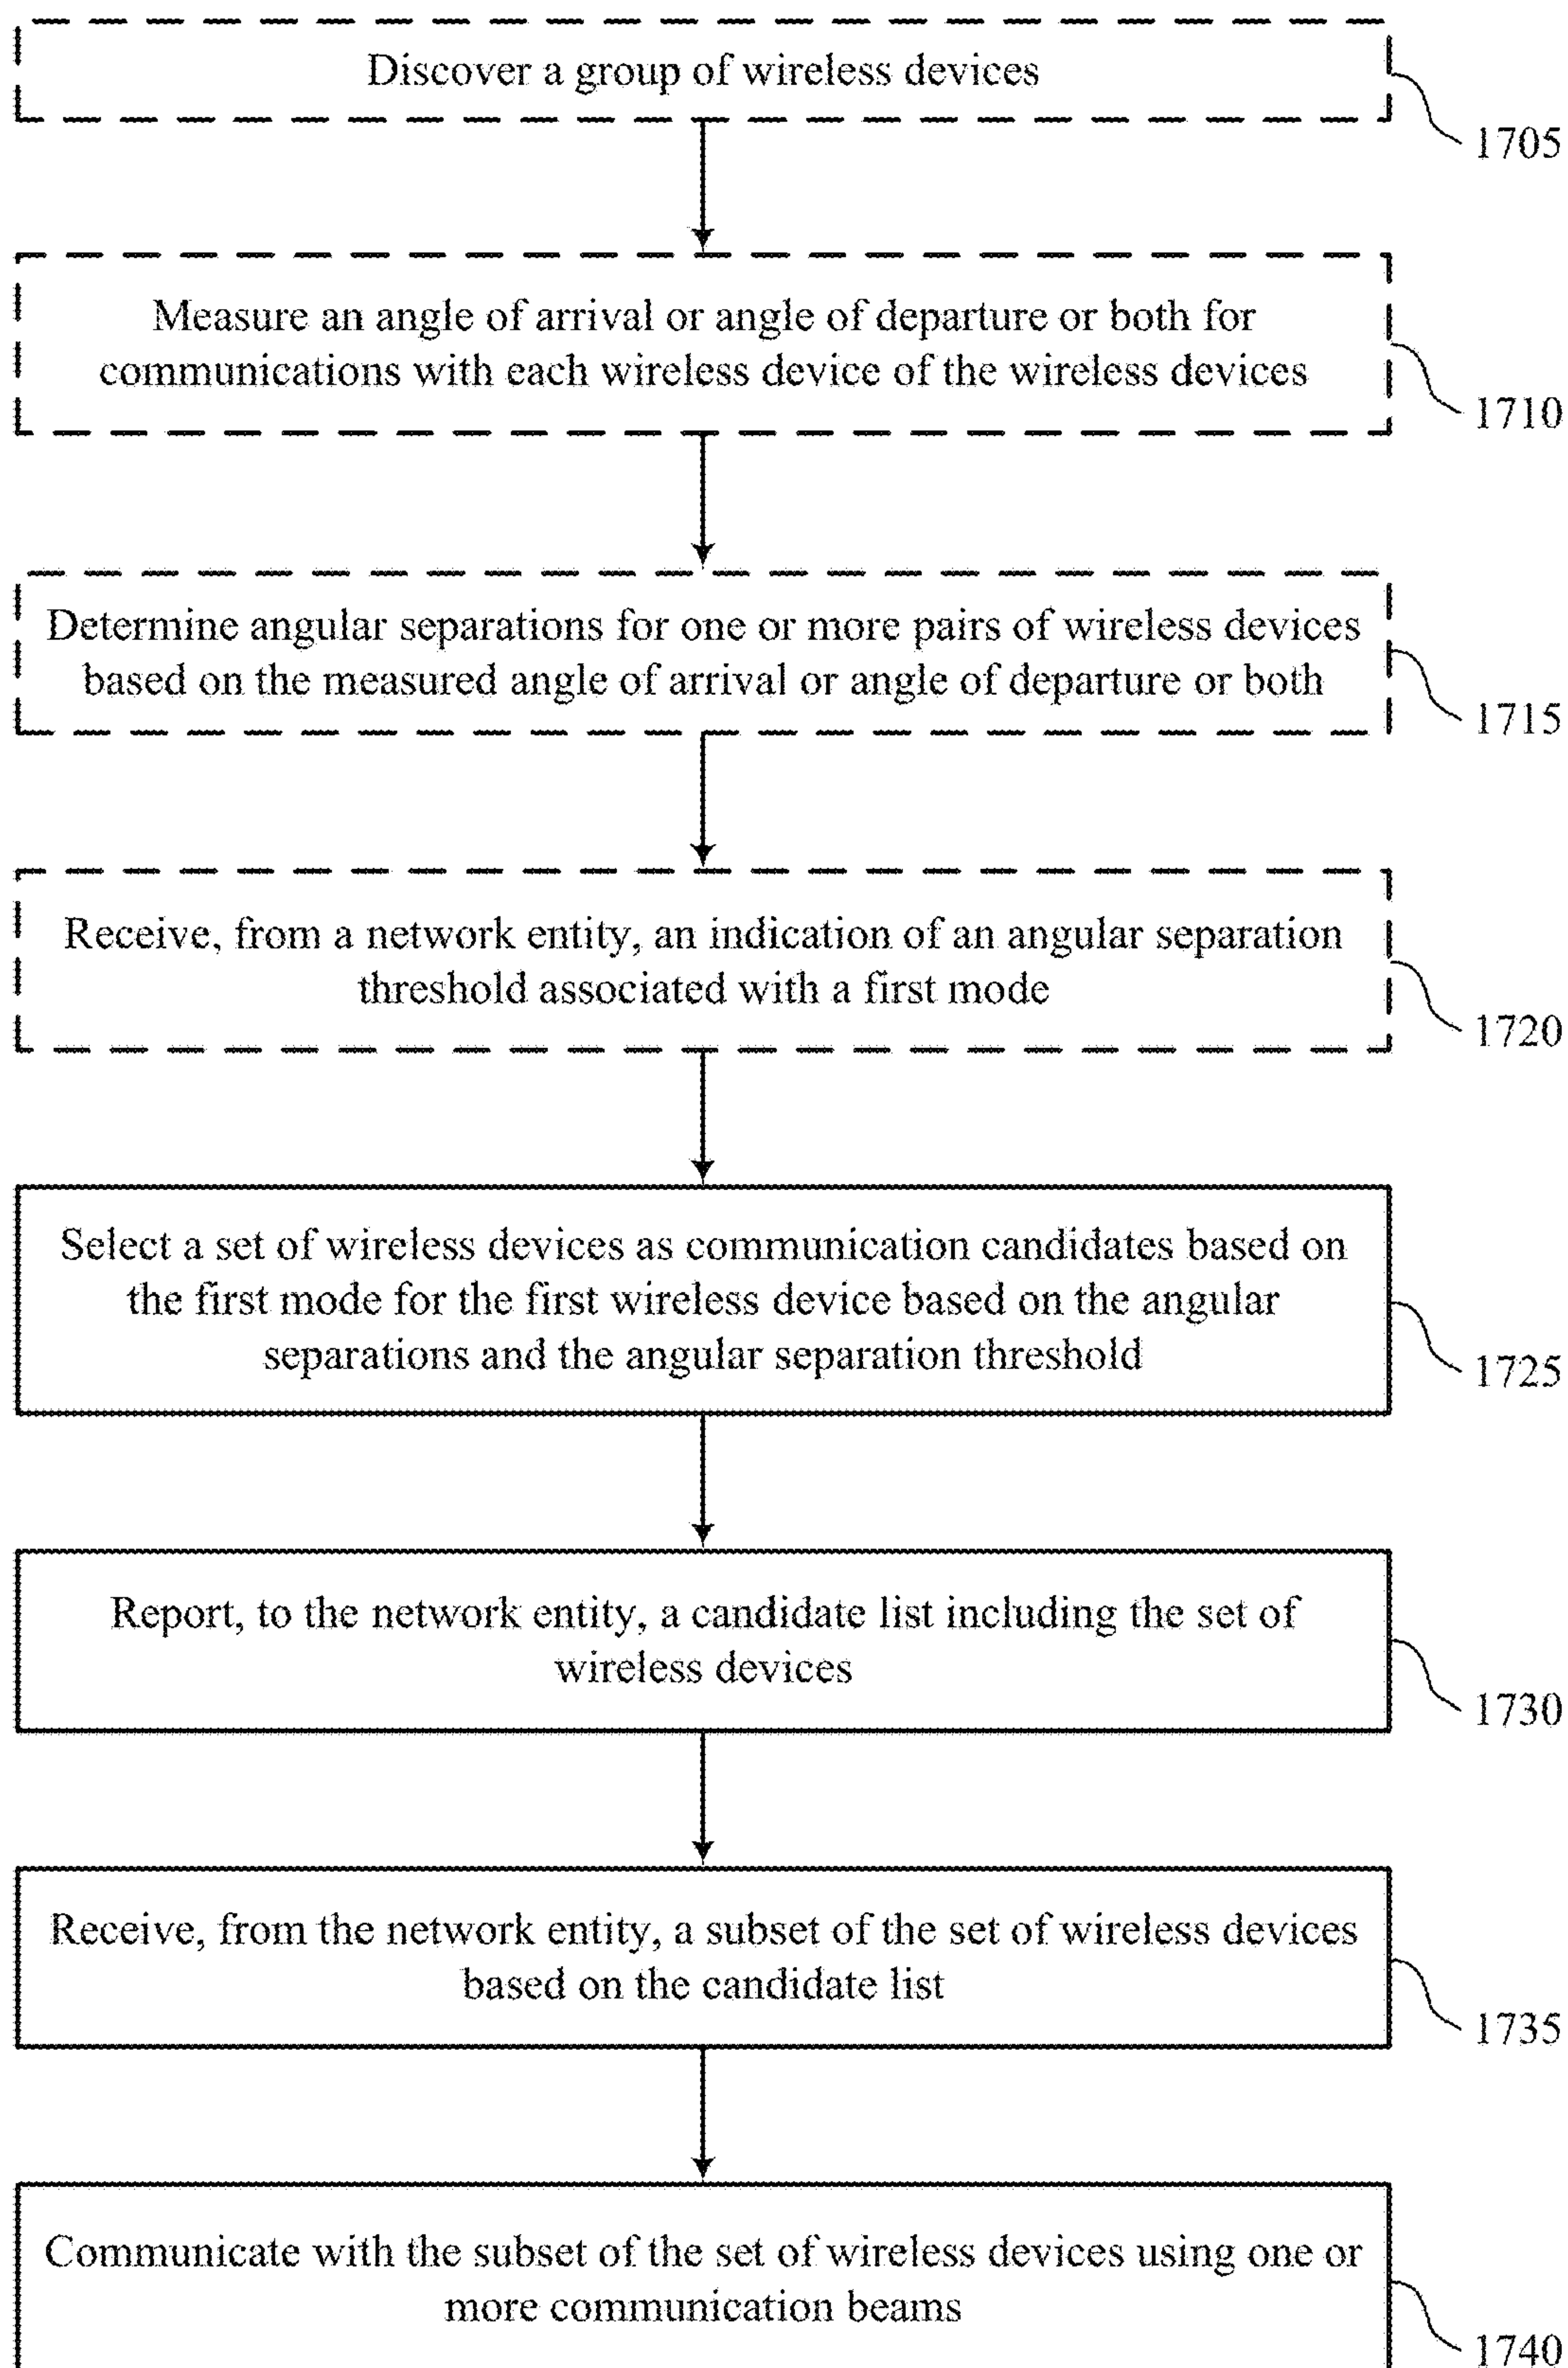 Discover a group of wireless devices
1705
Measure an angle of arrival or angle of departure or both for
communications with each wireless device of the wireless devices
1710
Determine angular separations for one or more pairs of wireless devices
based on the measured angle of arrival or angle of departure or both
1715
Receive, from a network entity, an indication of an angular separation
threshold associated with a first mode
1720
Select a set of wireless devices as communication candidates based on
the first mode for the first wireless device based on the angular
separations and the angular separation threshold
1725
Report, to the network entity, a candidate list including the set of
wireless devices
1730
Receive, from the network entity, a subset of the set of wireless devices
based on the candidate list
1735
Communicate with the subset of the set of wireless devices using one or
more communication beams
1740